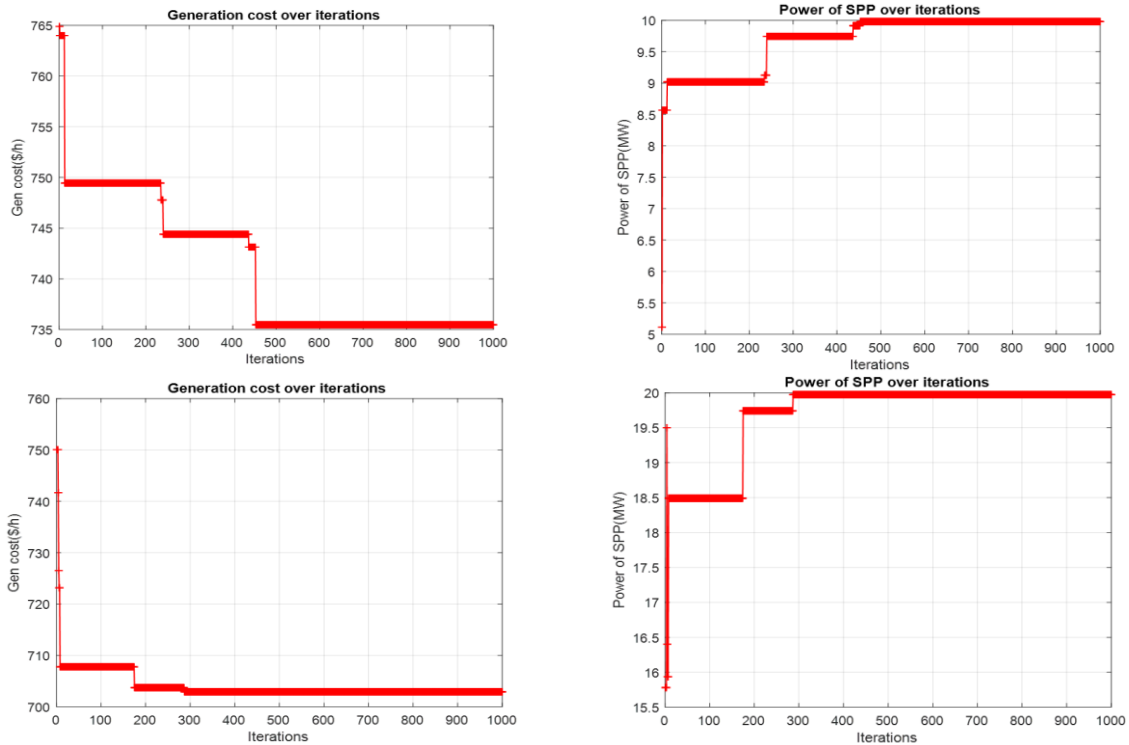 Generation cost over iterations
765
760
755
750
745
740
735
Gen cost($/h)
0 100 200 300 400 500 600 700 800 900 1000
Iterations
Power of SPP over iterations
10
9.5
9
8.5
8
7.5
7
6.5
6
5.5
5
Power of SPP(MW)
0 100 200 300 400 500 600 700 800 900 1000
Iterations
Generation cost over iterations
760
750
740
730
720
710
700
Gen cost($/h)
0 100 200 300 400 500 600 700 800 900 1000
Iterations
Power of SPP over iterations
20
19.5
19
18.5
18
17.5
17
16.5
16
15.5
Power of SPP(MW)
0 100 200 300 400 500 600 700 800 900 1000
Iterations